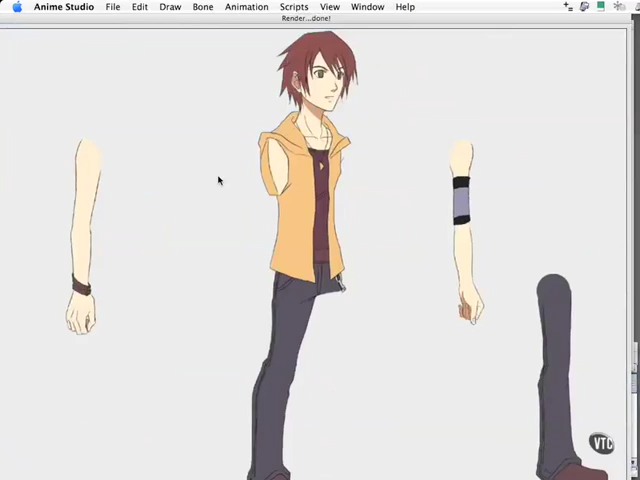 Anime Studio File Edit Draw Bone Animation Scripts View Window Help
Render...done!
VTC